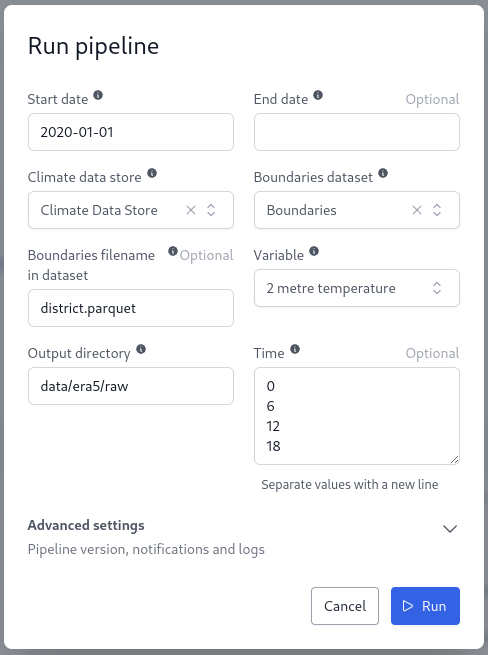 Run pipeline
Start date
End date
Optional
2020-01-01
Climate data store
Boundaries dataset
Climate Data Store
Boundaries
Boundaries filename
in dataset
Optional
Variable
district.parquet
2 metre temperature
Output directory
Time
Optional
data/era5/raw
0
6
12
18
Separate values with a new line
Advanced settings
Pipeline version, notifications and logs
Cancel
Run